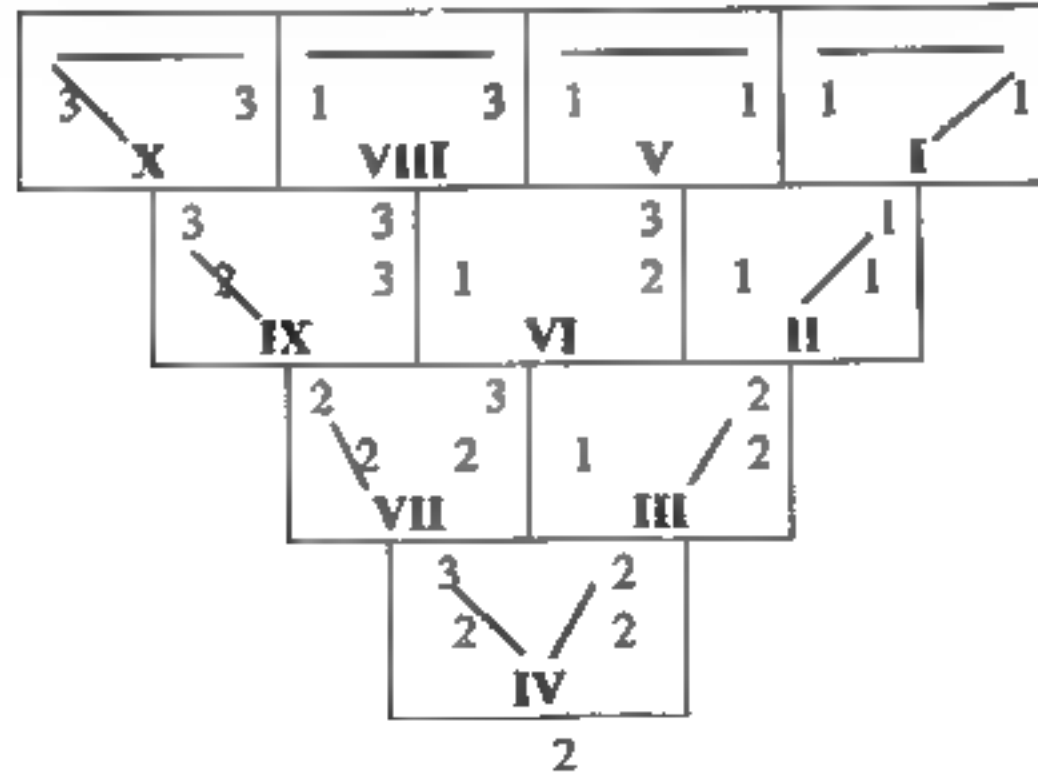 3 3 1 3 1 1 1 1
X VIII V I
3 3 3 1
2 3 1 2 1 1
IX VI II
2 3 2
2 2 1 2
VII III
3 2
2 2
IV
2